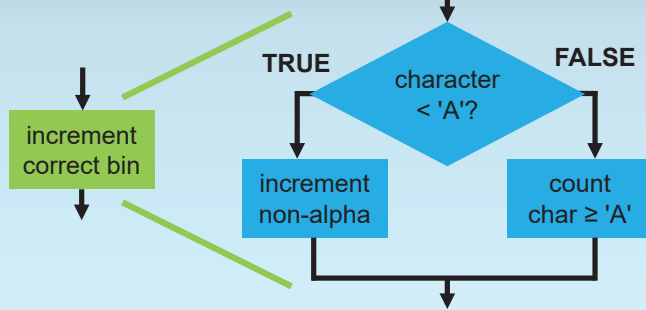 increment
correct bin
TRUE
character
< 'A'?
FALSE
increment
non-alpha
count
char ≥ 'A'